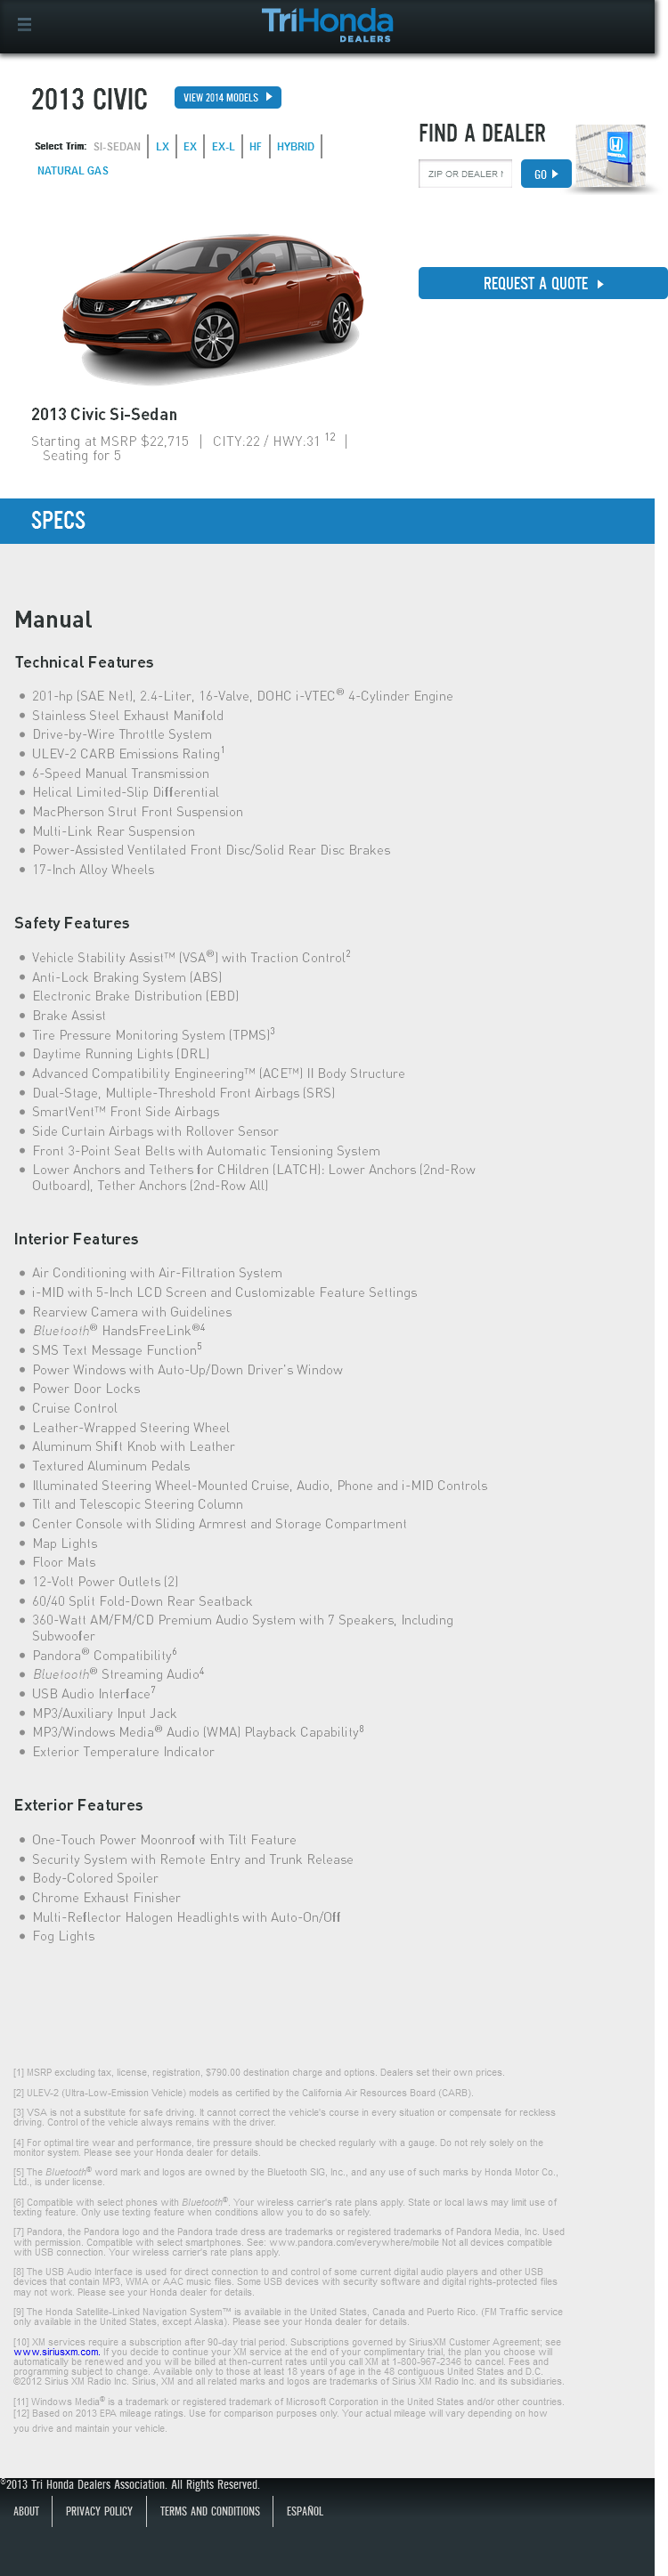 TriHonda
DEALERS
2013 CIVIC
VIEW 2014 MODELS
Select Trim: SI-SEDAN LX EX EX-L HF HYBRID
NATURAL GAS
FIND A DEALER
ZIP OR DEALER
GO
REQUEST A QUOTE
2013 Civic Si-Sedan
Starting at MSRP $22,715 | CITY.22 / HWY.31 12 |
Seating for 5
SPECS
Manual
Technical Features
201-hp (SAE Net), 2.4-Liter, 16-Valve, DOHC i-VTEC® 4-Cylinder Engine
Stainless Steel Exhaust Manifold
Drive-by-Wire Throttle System
ULEV-2 CARB Emissions Rating1
6-Speed Manual Transmission
Helical Limited-Slip Differential
MacPherson Strut Front Suspension
Multi-Link Rear Suspension
Power-Assisted Ventilated Front Disc/Solid Rear Disc Brakes
17-Inch Alloy Wheels
Safety Features
Vehicle Stability Assist™ (VSA®) with Traction Control2
Anti-Lock Braking System (ABS)
Electronic Brake Distribution (EBD)
Brake Assist
Tire Pressure Monitoring System (TPMS)3
Daytime Running Lights (DRL)
Advanced Compatibility Engineering™ (ACE™) II Body Structure
Dual-Stage, Multiple-Threshold Front Airbags (SRS)
SmartVent™ Front Side Airbags
Side Curtain Airbags with Rollover Sensor
Front 3-Point Seat Belts with Automatic Tensioning System
Lower Anchors and Tethers for CHildren (LATCH): Lower Anchors (2nd-Row
Outboard), Tether Anchors (2nd-Row All)
Interior Features
Air Conditioning with Air-Filtration System
i-MID with 5-Inch LCD Screen and Customizable Feature Settings
Rearview Camera with Guidelines
Bluetooth® HandsFreeLink®4
SMS Text Message Function5
Power Windows with Auto-Up/Down Driver's Window
Power Door Locks
Cruise Control
Leather-Wrapped Steering Wheel
Aluminum Shift Knob with Leather
Textured Aluminum Pedals
Illuminated Steering Wheel-Mounted Cruise, Audio, Phone and i-MID Controls
Tilt and Telescopic Steering Column
Center Console with Sliding Armrest and Storage Compartment
Map Lights
Floor Mats
12-Volt Power Outlets (2)
60/40 Split Fold-Down Rear Seatback
360-Watt AM/FM/CD Premium Audio System with 7 Speakers, Including
Subwoofer
Pandora® Compatibility6
Bluetooth® Streaming Audio4
USB Audio Interface7
MP3/Auxiliary Input Jack
MP3/Windows Media® Audio (WMA) Playback Capability8
Exterior Temperature Indicator
Exterior Features
One-Touch Power Moonroof with Tilt Feature
Security System with Remote Entry and Trunk Release
Body-Colored Spoiler
Chrome Exhaust Finisher
Multi-Reflector Halogen Headlights with Auto-On/Off
Fog Lights
[1] MSRP excluding tax, license, registration, $790.00 destination charge and options. Dealers set their own prices.
[2] ULEV-2 (Ultra-Low-Emission Vehicle) models as certified by the California Air Resources Board (CARB).
[3] VSA is not a substitute for safe driving. It cannot correct the vehicle's course in every situation or compensate for reckless
driving. Control of the vehicle always remains with the driver.
[4] For optimal tire wear and performance, tire pressure should be checked regularly with a gauge. Do not rely solely on the
monitor system. Please see your Honda dealer for details.
[5] The Bluetooth® word mark and logos are owned by the Bluetooth SIG, Inc., and any use of such marks by Honda Motor Co.,
Ltd., is under license.
[6] Compatible with select phones with Bluetooth®. Your wireless carrier's rate plans apply. State or local laws may limit use of
texting feature. Only use texting feature when conditions allow you to do so safely.
[7] Pandora, the Pandora logo and the Pandora trade dress are trademarks or registered trademarks of Pandora Media, Inc. Used
with permission. Compatible with select smartphones. See: www.pandora.com/everywhere/mobile Not all devices compatible
with USB connection. Your wireless carrier's rate plans apply.
[8] The USB Audio Interface is used for direct connection to and control of some current digital audio players and other USB
devices that contain MP3, WMA or AAC music files. Some USB devices with security software and digital rights-protected files
may not work. Please see your Honda dealer for details.
[9] The Honda Satellite-Linked Navigation System™ is available in the United States, Canada and Puerto Rico. (FM Traffic service
only available in the United States, except Alaska). Please see your Honda dealer for details.
[10] XM services require a subscription after 90-day trial period. Subscriptions governed by SiriusXM Customer Agreement; see
www.siriusxm.com. If you decide to continue your XM service at the end of your complimentary trial, the plan you choose will
automatically be renewed and you will be billed at then-current rates until you call XM at 1-800-967-2346 to cancel. Fees and
programming subject to change. Available only to those at least 18 years of age in the 48 contiguous United States and D.C.
©2012 Sirius XM Radio Inc. Sirius, XM and all related marks and logos are trademarks of Sirius XM Radio Inc. and its subsidiaries.
[11] Windows Media® is a trademark or registered trademark of Microsoft Corporation in the United States and/or other countries.
[12] Based on 2013 EPA mileage ratings. Use for comparison purposes only. Your actual mileage will vary depending on how
you drive and maintain your vehicle.
©2013 Tri Honda Dealers Association. All Rights Reserved.
ABOUT PRIVACY POLICY TERMS AND CONDITIONS ESPAÑOL